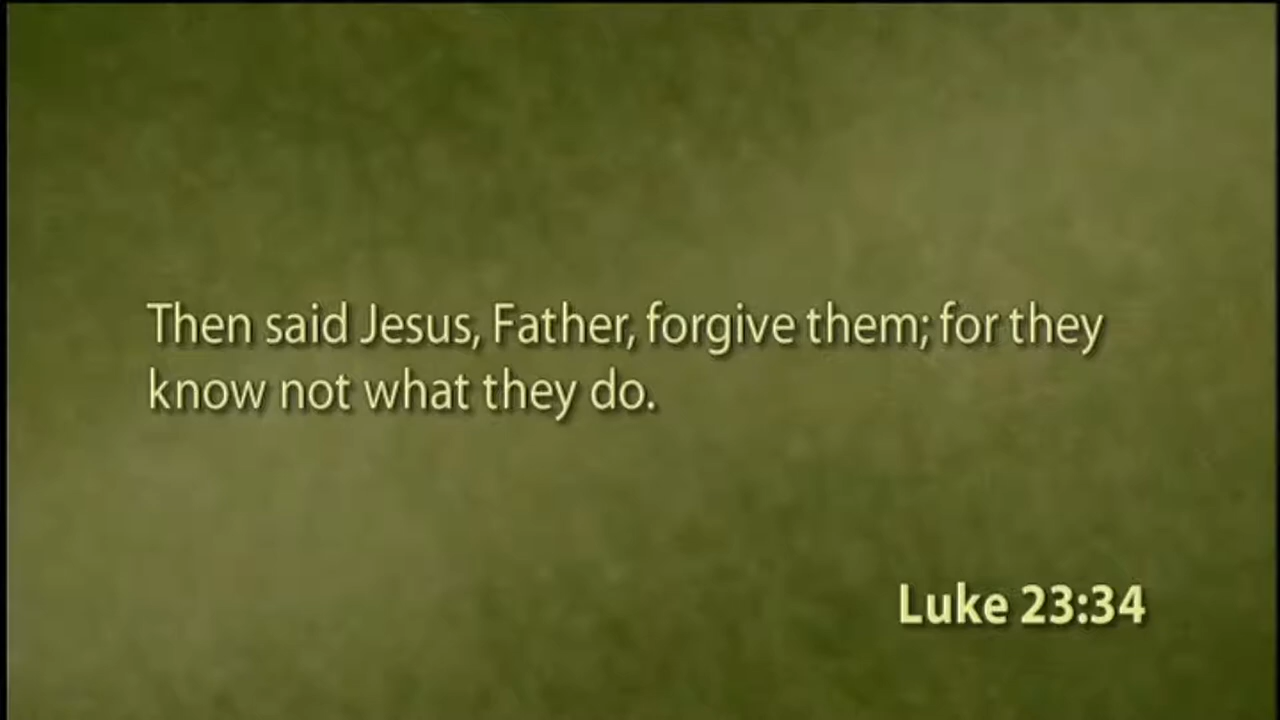 Then said Jesus, Father, forgive them; for they
know not what they do.
Luke 23:34